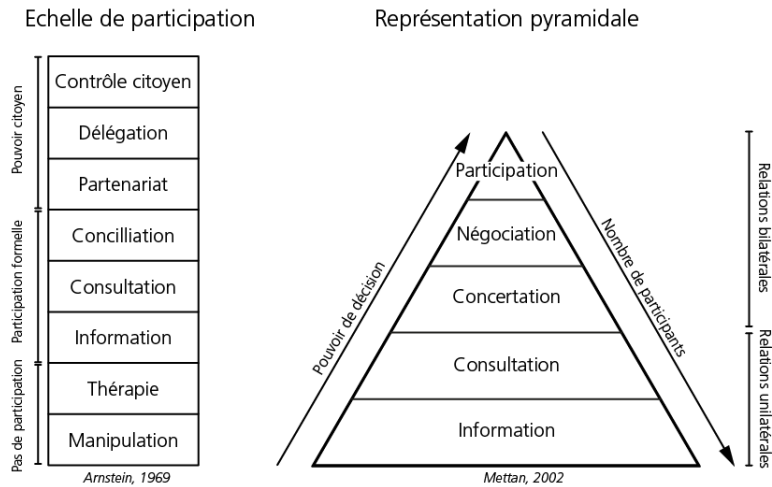 Echelle de participation
Contrôle citoyen
Délégation
Partenariat
Concilliation
Consultation
Information
Thérapie
Manipulation
Pouvoir citoyen
Participation formelle
Pas de participation
Arnstein, 1969
Représentation pyramidale
Participation
Négociation
Concertation
Consultation
Information
Pouvoir de décision
Nombre de participants
Relations bilatérales
Relations unilatérales
Mettan, 2002